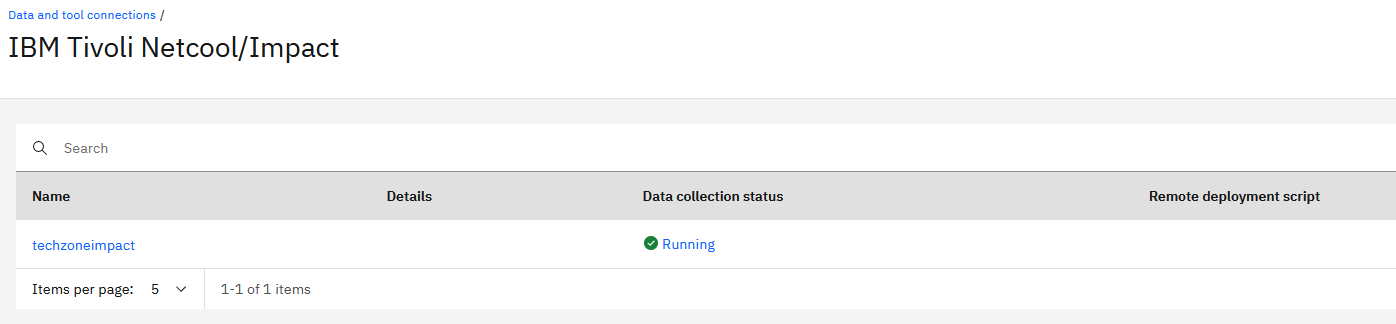 Data and tool connections /
IBM Tivoli Netcool/Impact
Search
Name Details Data collection status Remote deployment script
techzoneimpact Running
Items per page: 5 1-1 of 1 items